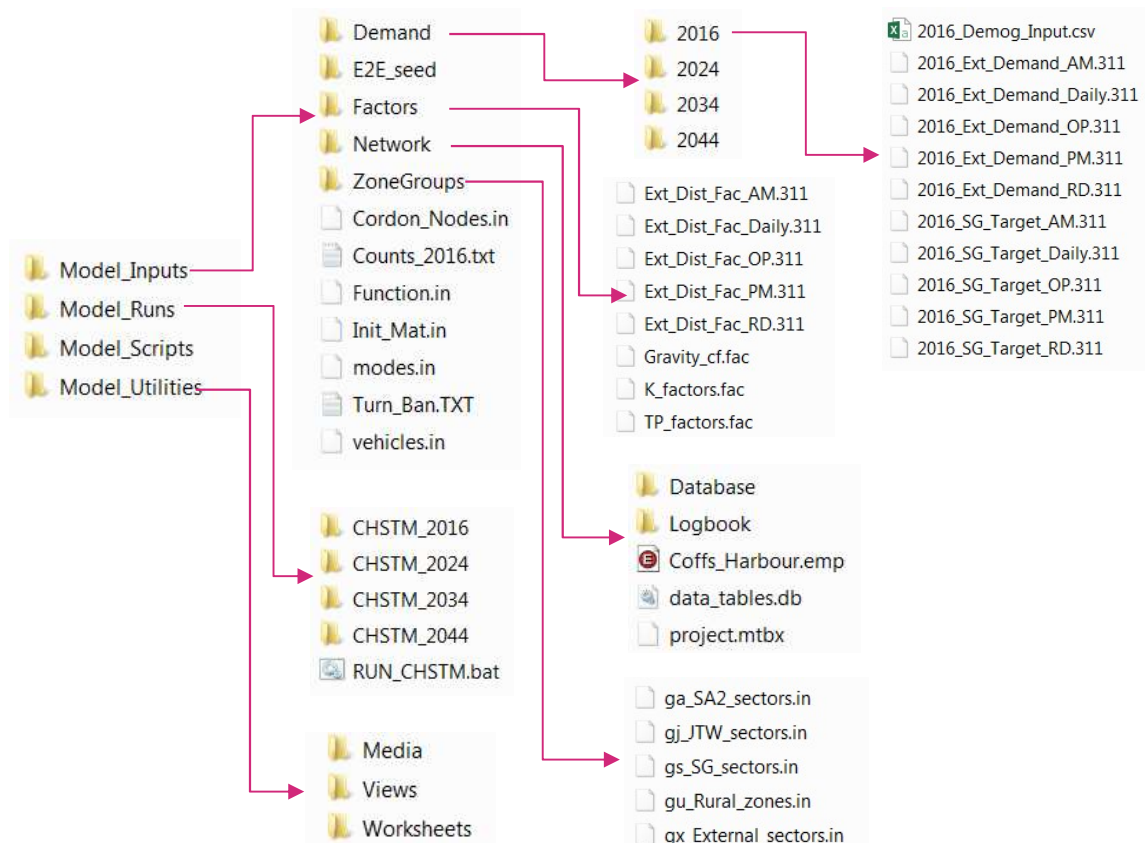 Model_Inputs
Model_Runs
Model_Scripts
Model_Utilities
Demand
E2E_seed
Factors
Network
ZoneGroups
Cordon_Nodes.in
Counts_2016.txt
Function.in
Init_Mat.in
modes.in
Turn_Ban.TXT
vehicles.in
CHSTM_2016
CHSTM_2024
CHSTM_2034
CHSTM_2044
RUN_CHSTM.bat
Media
Views
Worksheets
2016
2024
2034
2044
Ext_Dist_Fac_AM.311
Ext_Dist_Fac_Daily.311
Ext_Dist_Fac_OP.311
Ext_Dist_Fac_PM.311
Ext_Dist_Fac_RD.311
Gravity_cf.fac
K_factors.fac
TP_factors.fac
Database
Logbook
Coffs_Harbour.emp
data_tables.db
project.mtbx
ga_SA2_sectors.in
gj_JTW_sectors.in
gs_SG_sectors.in
gu_Rural_zones.in
gx_External_sectors.in
2016_Demog_Input.csv
2016_Ext_Demand_AM.311
2016_Ext_Demand_Daily.311
2016_Ext_Demand_OP.311
2016_Ext_Demand_PM.311
2016_Ext_Demand_RD.311
2016_SG_Target_AM.311
2016_SG_Target_Daily.311
2016_SG_Target_OP.311
2016_SG_Target_PM.311
2016_SG_Target_RD.311